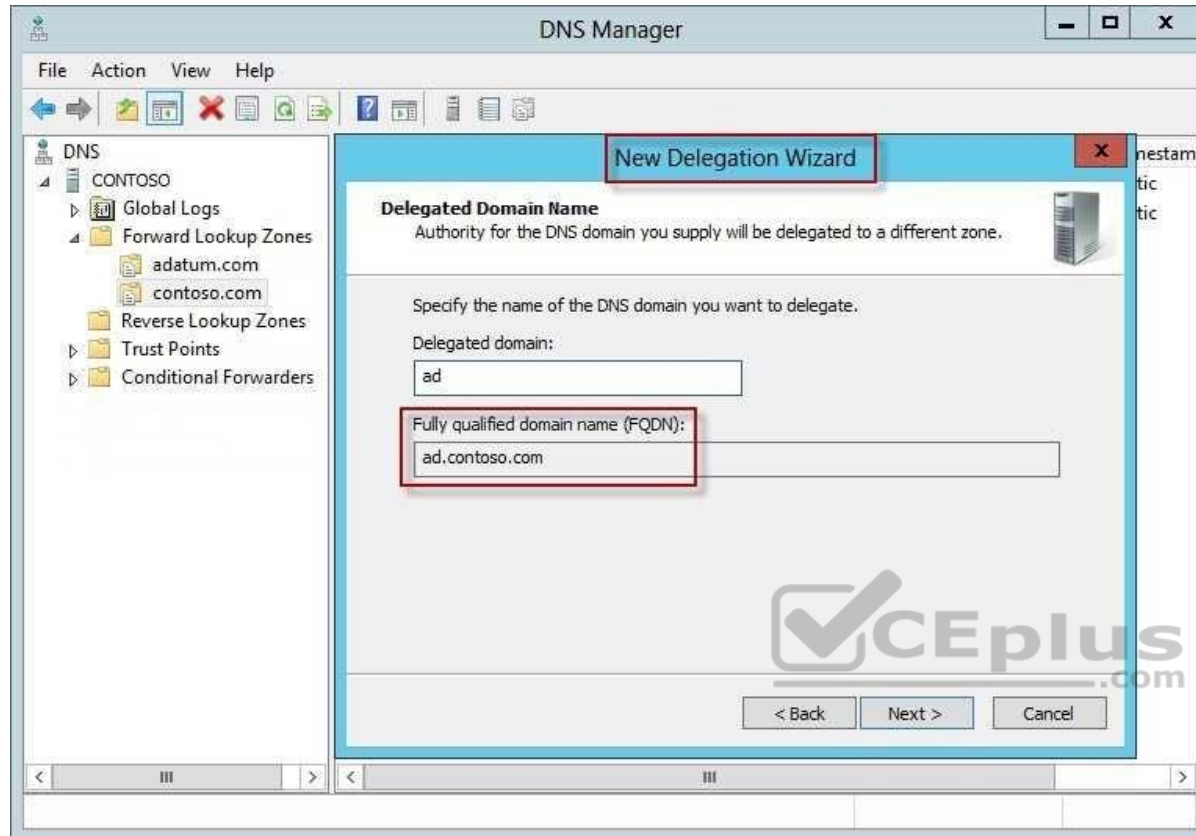 DNS Manager
File Action View Help
DNS
CONTOSO
Global Logs
Forward Lookup Zones
adatum.com
contoso.com
Reverse Lookup Zones
Trust Points
Conditional Forwarders
New Delegation Wizard
nestam
tic
tic
Delegated Domain Name
Authority for the DNS domain you supply will be delegated to a different zone.
Specify the name of the DNS domain you want to delegate.
Delegated domain:
ad
Fully qualified domain name (FQDN):
ad.contoso.com
CEplus
.com
< Back Next > Cancel